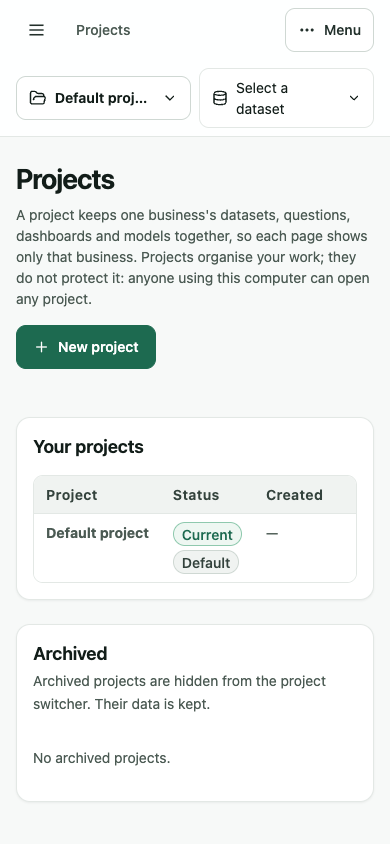 Projects
Menu
Default proj...
Select a
dataset
Projects
A project keeps one business's datasets, questions,
dashboards and models together, so each page shows
only that business. Projects organise your work; they
do not protect it: anyone using this computer can open
any project.
New project
Your projects
Project Status Created
Default project Current —
Default
Archived
Archived projects are hidden from the project
switcher. Their data is kept.
No archived projects.